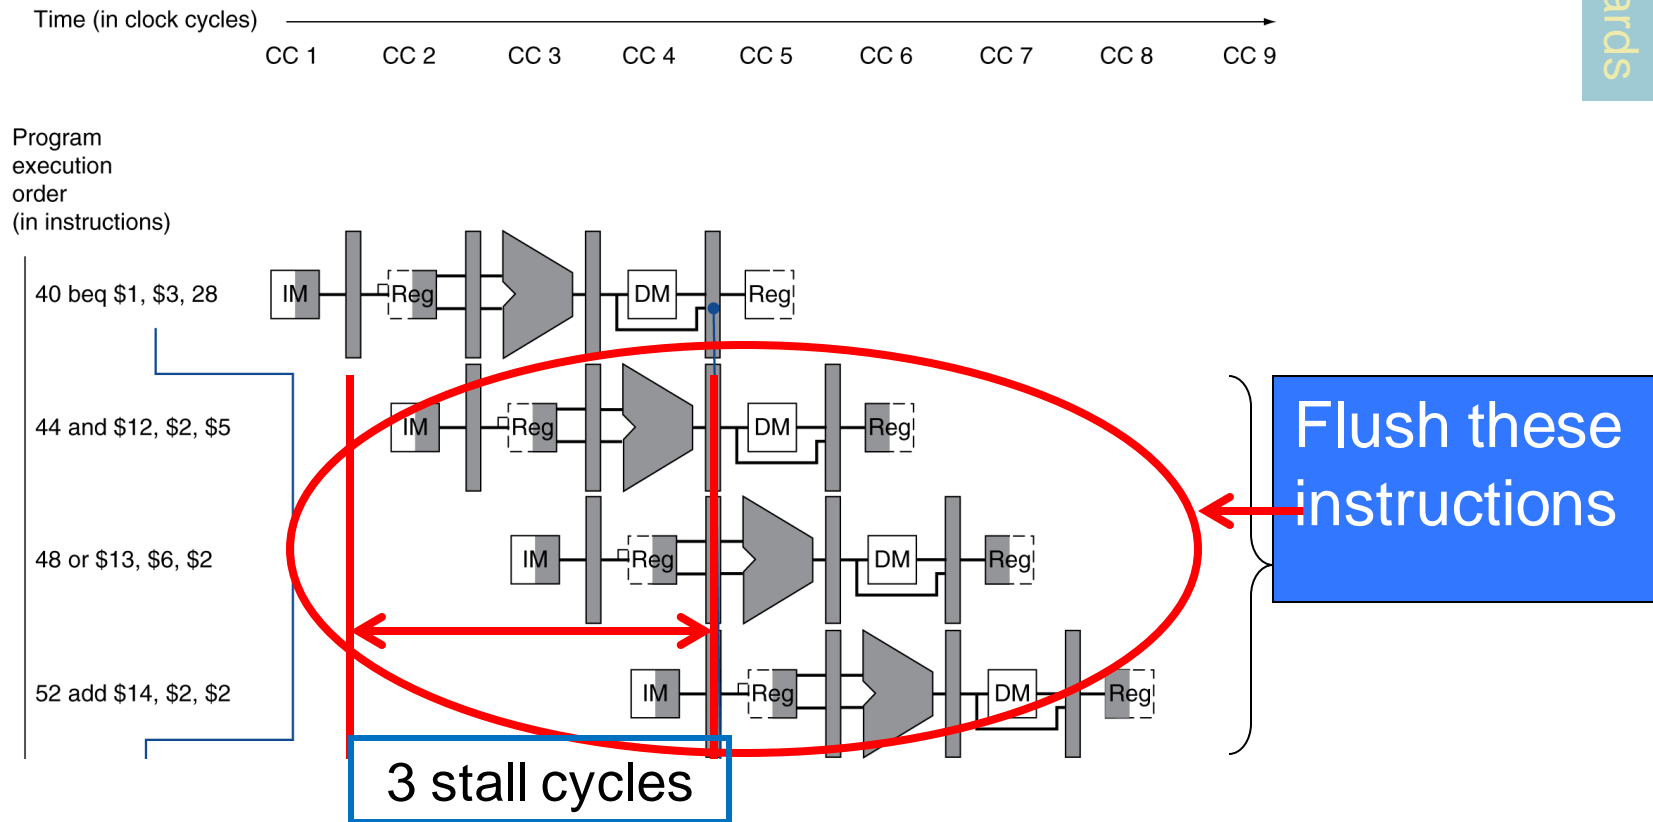 Time (in clock cycles)
CC 1 CC 2 CC 3 CC 4 CC 5 CC 6 CC 7 CC 8 CC 9
ards
Program
execution
order
(in instructions)
40 beq $1, $3, 28
IM Reg DM Reg
44 and $12, $2, $5
IM Reg DM Reg
48 or $13, $6, $2
IM Reg DM Reg
52 add $14, $2, $2
IM Reg DM Reg
Flush these
instructions
3 stall cycles